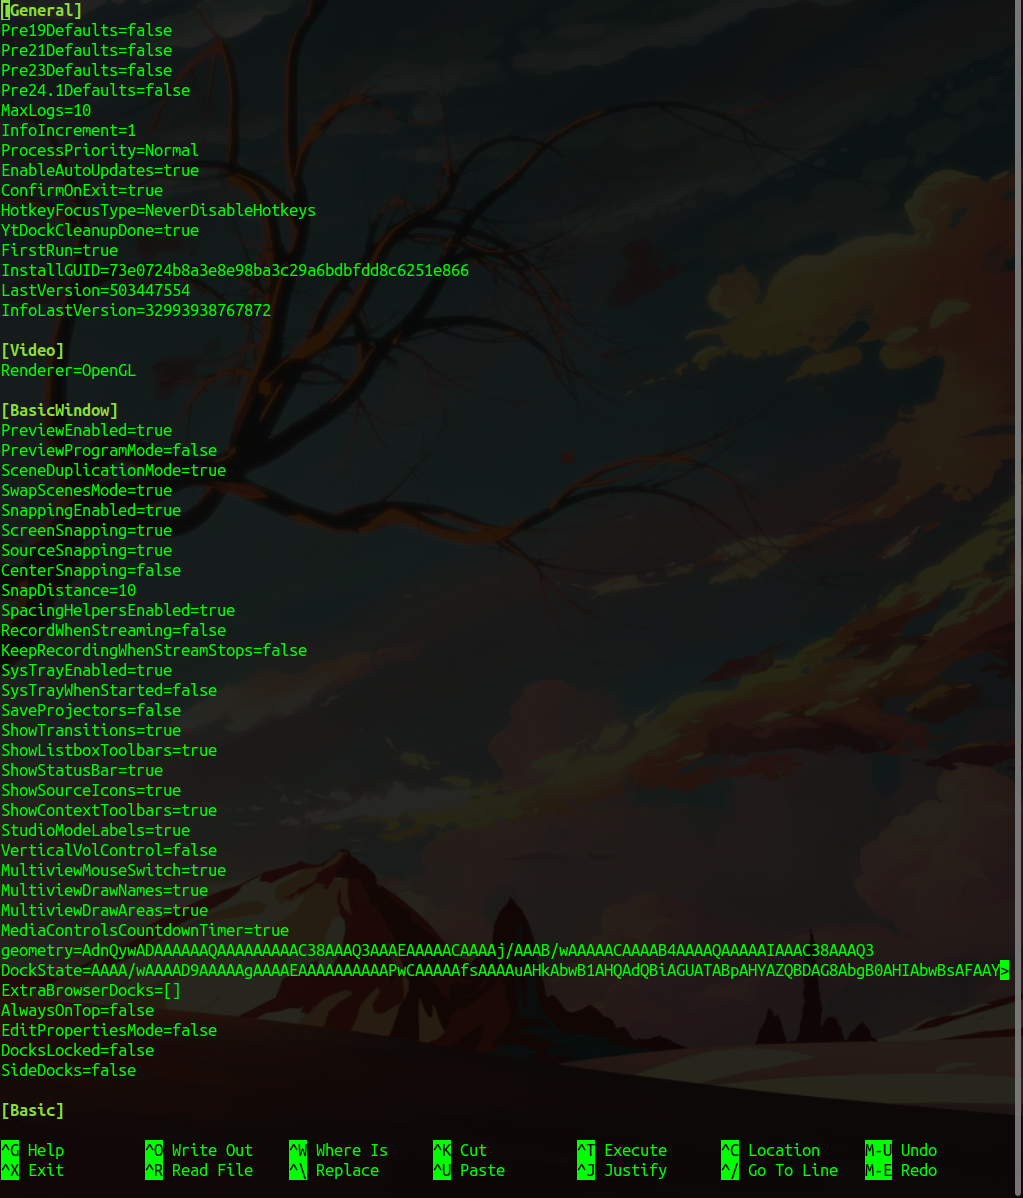 [General]
Pre19Defaults=false
Pre21Defaults=false
Pre23Defaults=false
Pre24.1Defaults=false
MaxLogs=10
InfoIncrement=1
ProcessPriority=Normal
EnableAutoUpdates=true
ConfirmOnExit=true
HotkeyFocusType=NeverDisableHotkeys
YtDockCleanupDone=true
FirstRun=true
InstallGUID=73e0724b8a3e8e98ba3c29a6bdbfdd8c6251e866
LastVersion=503447554
InfoLastVersion=32993938767872
[Video]
Renderer=OpenGL
[BasicWindow]
PreviewEnabled=true
PreviewProgramMode=false
SceneDuplicationMode=true
SwapScenesMode=true
SnappingEnabled=true
ScreenSnapping=true
SourceSnapping=true
CenterSnapping=false
SnapDistance=10
SpacingHelpersEnabled=true
RecordWhenStreaming=false
KeepRecordingWhenStreamStops=false
SysTrayEnabled=true
SysTrayWhenStarted=false
SaveProjectors=false
ShowTransitions=true
ShowListboxToolbars=true
ShowStatusBar=true
ShowSourceIcons=true
ShowContextToolbars=true
StudioModeLabels=true
VerticalVolControl=false
MultiviewMouseSwitch=true
MultiviewDrawNames=true
MultiviewDrawAreas=true
MediaControlsCountdownTimer=true
geometry=AdnQywADAAAAAAQAAAAAAAAAC38AAAQ3AAAEAAAAACAAAAj/AAAB/wAAAAACAAAAB4AAAAQAAAAAIAAAC38AAAQ3
DockState=AAAA/wAAAAD9AAAAAgAAAAEAAAAAAAAAAPwCAAAAAfsAAAAuAHkAbwB1AHQAdQBiAGUATABpAHYAZQBDAG8AbgB0AHIAbwBsAFAAY>
ExtraBrowserDocks=[]
AlwaysOnTop=false
EditPropertiesMode=false
DocksLocked=false
SideDocks=false
[Basic]
^G Help ^O Write Out ^W Where Is ^K Cut ^T Execute ^C Location M-U Undo
^X Exit ^R Read File ^\ Replace ^U Paste ^J Justify ^/ Go To Line M-E Redo